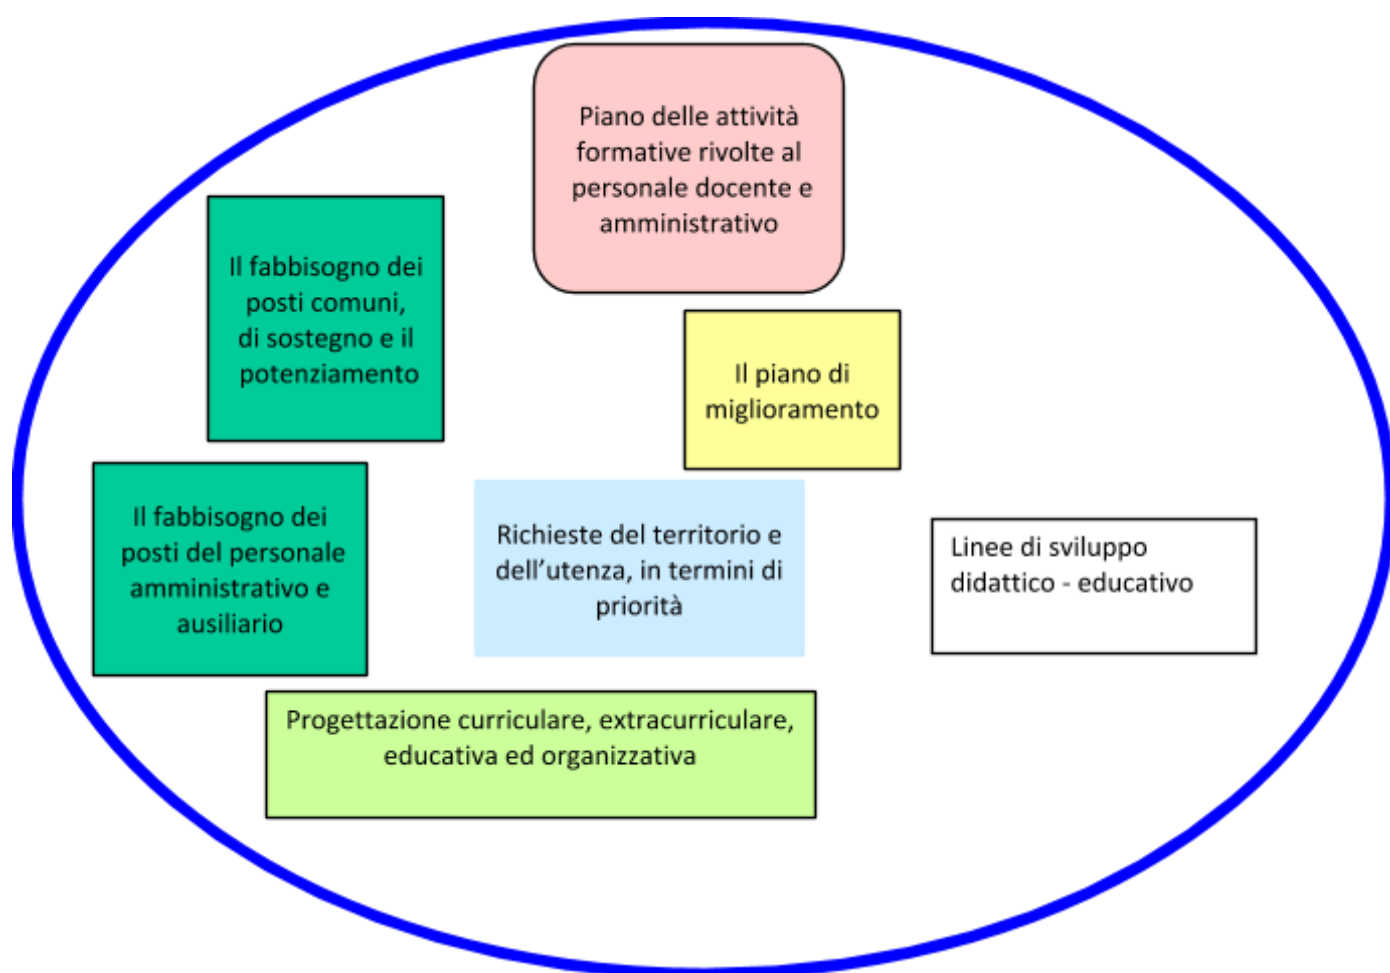 Piano delle attività
formative rivolte al
personale docente e
amministrativo
Il fabbisogno dei
posti comuni,
di sostegno e il
potenziamento
Il piano di
miglioramento
Il fabbisogno dei
posti del personale
amministrativo e
ausiliario
Richieste del territorio e
dell’utenza, in termini di
priorità
Linee di sviluppo
didattico - educativo
Progettazione curriculare, extracurriculare,
educativa ed organizzativa